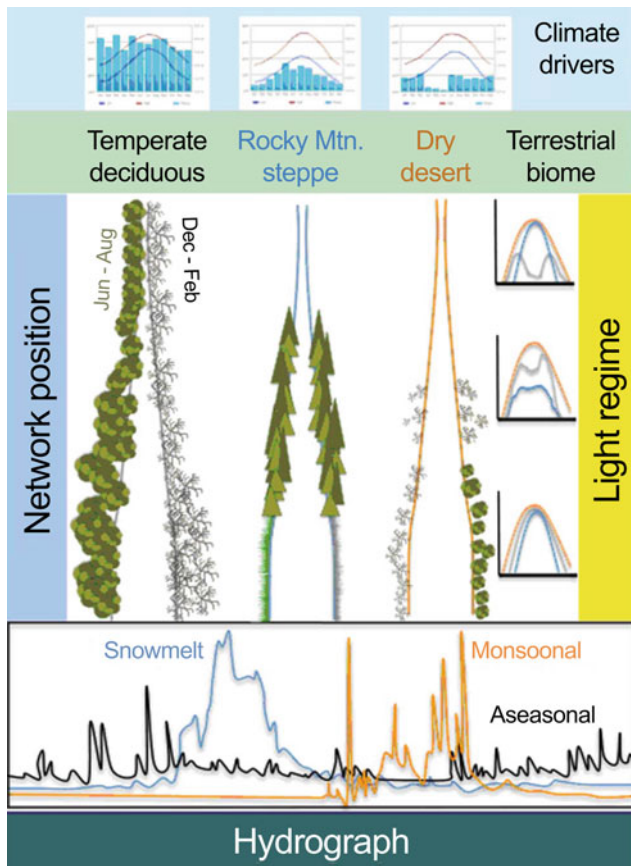 Climate
drivers
Temperate
deciduous
Rocky Mtn.
steppe
Dry
desert
Terrestrial
biome
Network position
Jun - Aug
Dec - Feb
Light regime
Snowmelt
Monsoonal
Aseasonal
Hydrograph